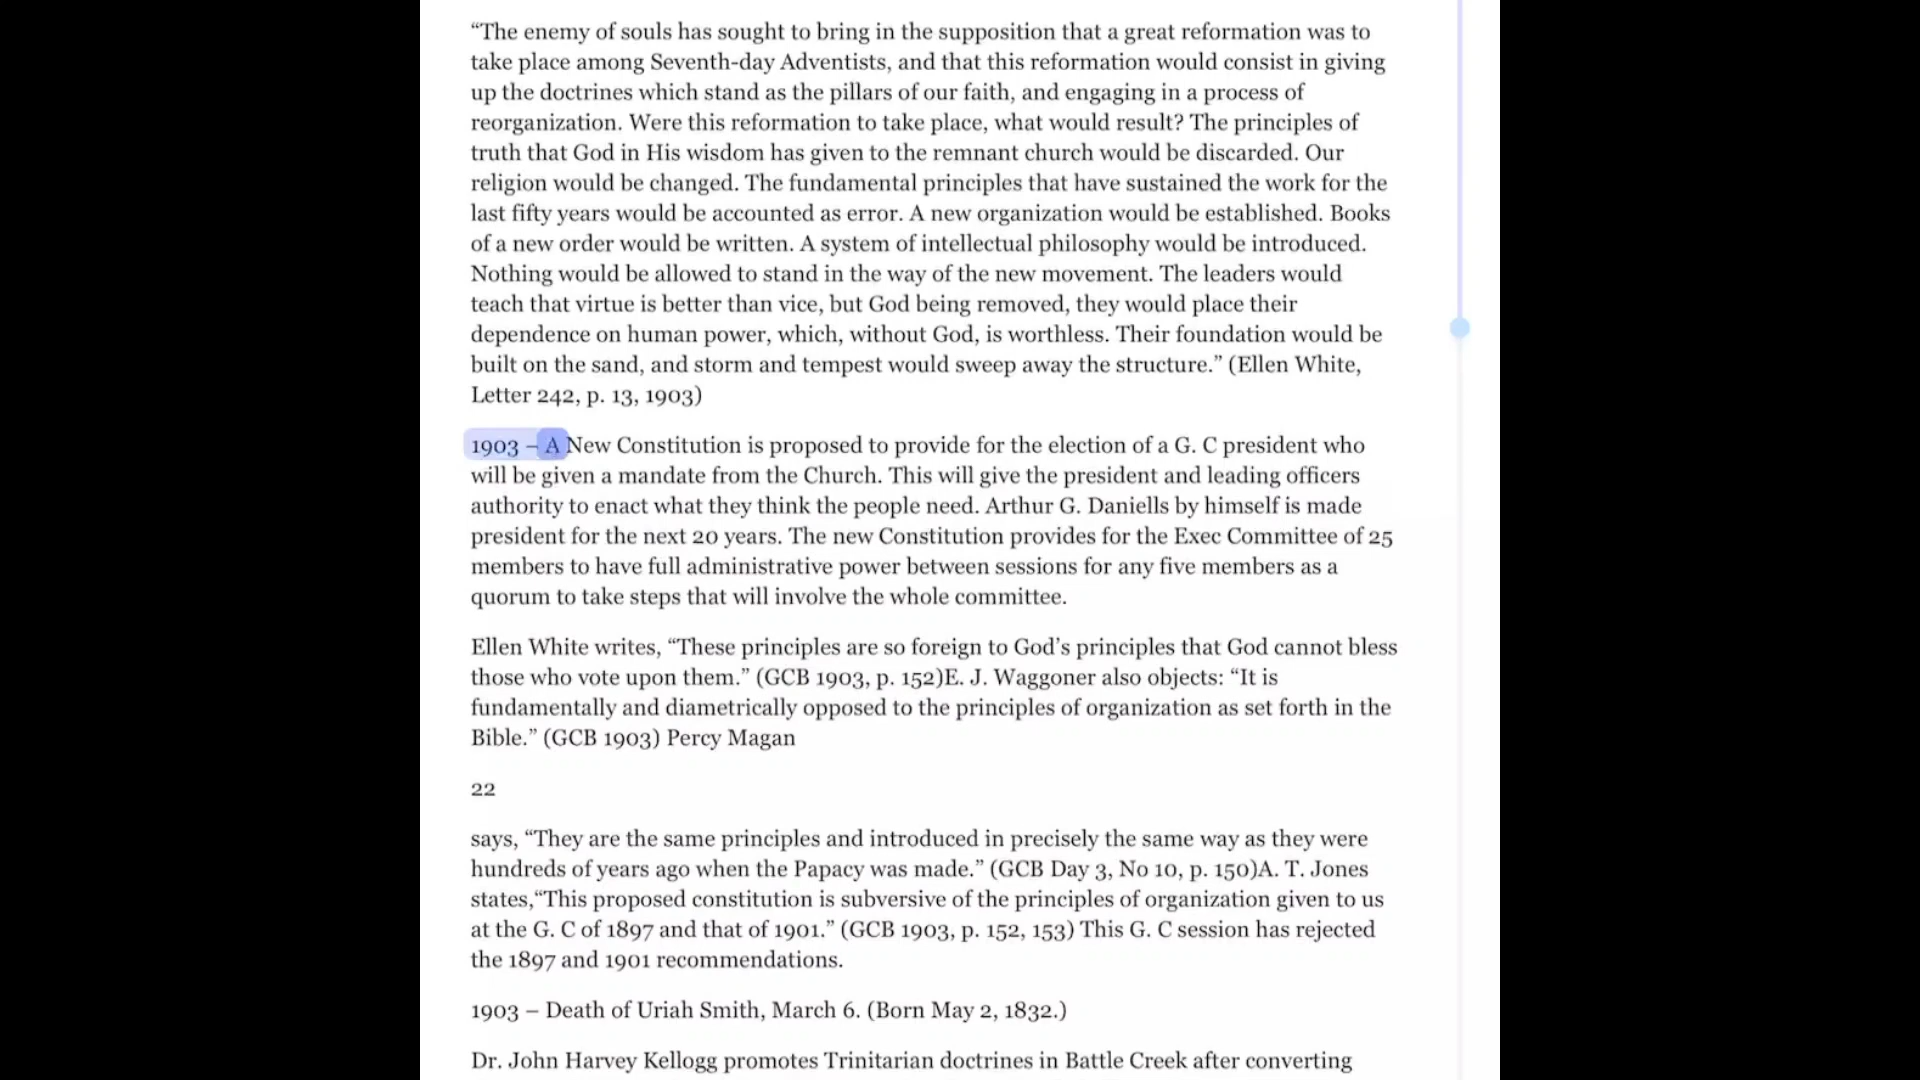 “The enemy of souls has sought to bring in the supposition that a great reformation was to
take place among Seventh-day Adventists, and that this reformation would consist in giving
up the doctrines which stand as the pillars of our faith, and engaging in a process of
reorganization. Were this reformation to take place, what would result? The principles of
truth that God in His wisdom has given to the remnant church would be discarded. Our
religion would be changed. The fundamental principles that have sustained the work for the
last fifty years would be accounted as error. A new organization would be established. Books
of a new order would be written. A system of intellectual philosophy would be introduced.
Nothing would be allowed to stand in the way of the new movement. The leaders would
teach that virtue is better than vice, but God being removed, they would place their
dependence on human power, which, without God, is worthless. Their foundation would be
built on the sand, and storm and tempest would sweep away the structure.” (Ellen White,
Letter 242, p. 13, 1903)
1903 – A New Constitution is proposed to provide for the election of a G. C president who
will be given a mandate from the Church. This will give the president and leading officers
authority to enact what they think the people need. Arthur G. Daniells by himself is made
president for the next 20 years. The new Constitution provides for the Exec Committee of 25
members to have full administrative power between sessions for any five members as a
quorum to take steps that will involve the whole committee.
Ellen White writes, “These principles are so foreign to God’s principles that God cannot bless
those who vote upon them.” (GCB 1903, p. 152)E. J. Waggoner also objects: “It is
fundamentally and diametrically opposed to the principles of organization as set forth in the
Bible.” (GCB 1903) Percy Magan
22
says, “They are the same principles and introduced in precisely the same way as they were
hundreds of years ago when the Papacy was made.” (GCB Day 3, No 10, p. 150)A. T. Jones
states,“This proposed constitution is subversive of the principles of organization given to us
at the G. C of 1897 and that of 1901.” (GCB 1903, p. 152, 153) This G. C session has rejected
the 1897 and 1901 recommendations.
1903 – Death of Uriah Smith, March 6. (Born May 2, 1832.)
Dr. John Harvey Kellogg promotes Trinitarian doctrines in Battle Creek after converting